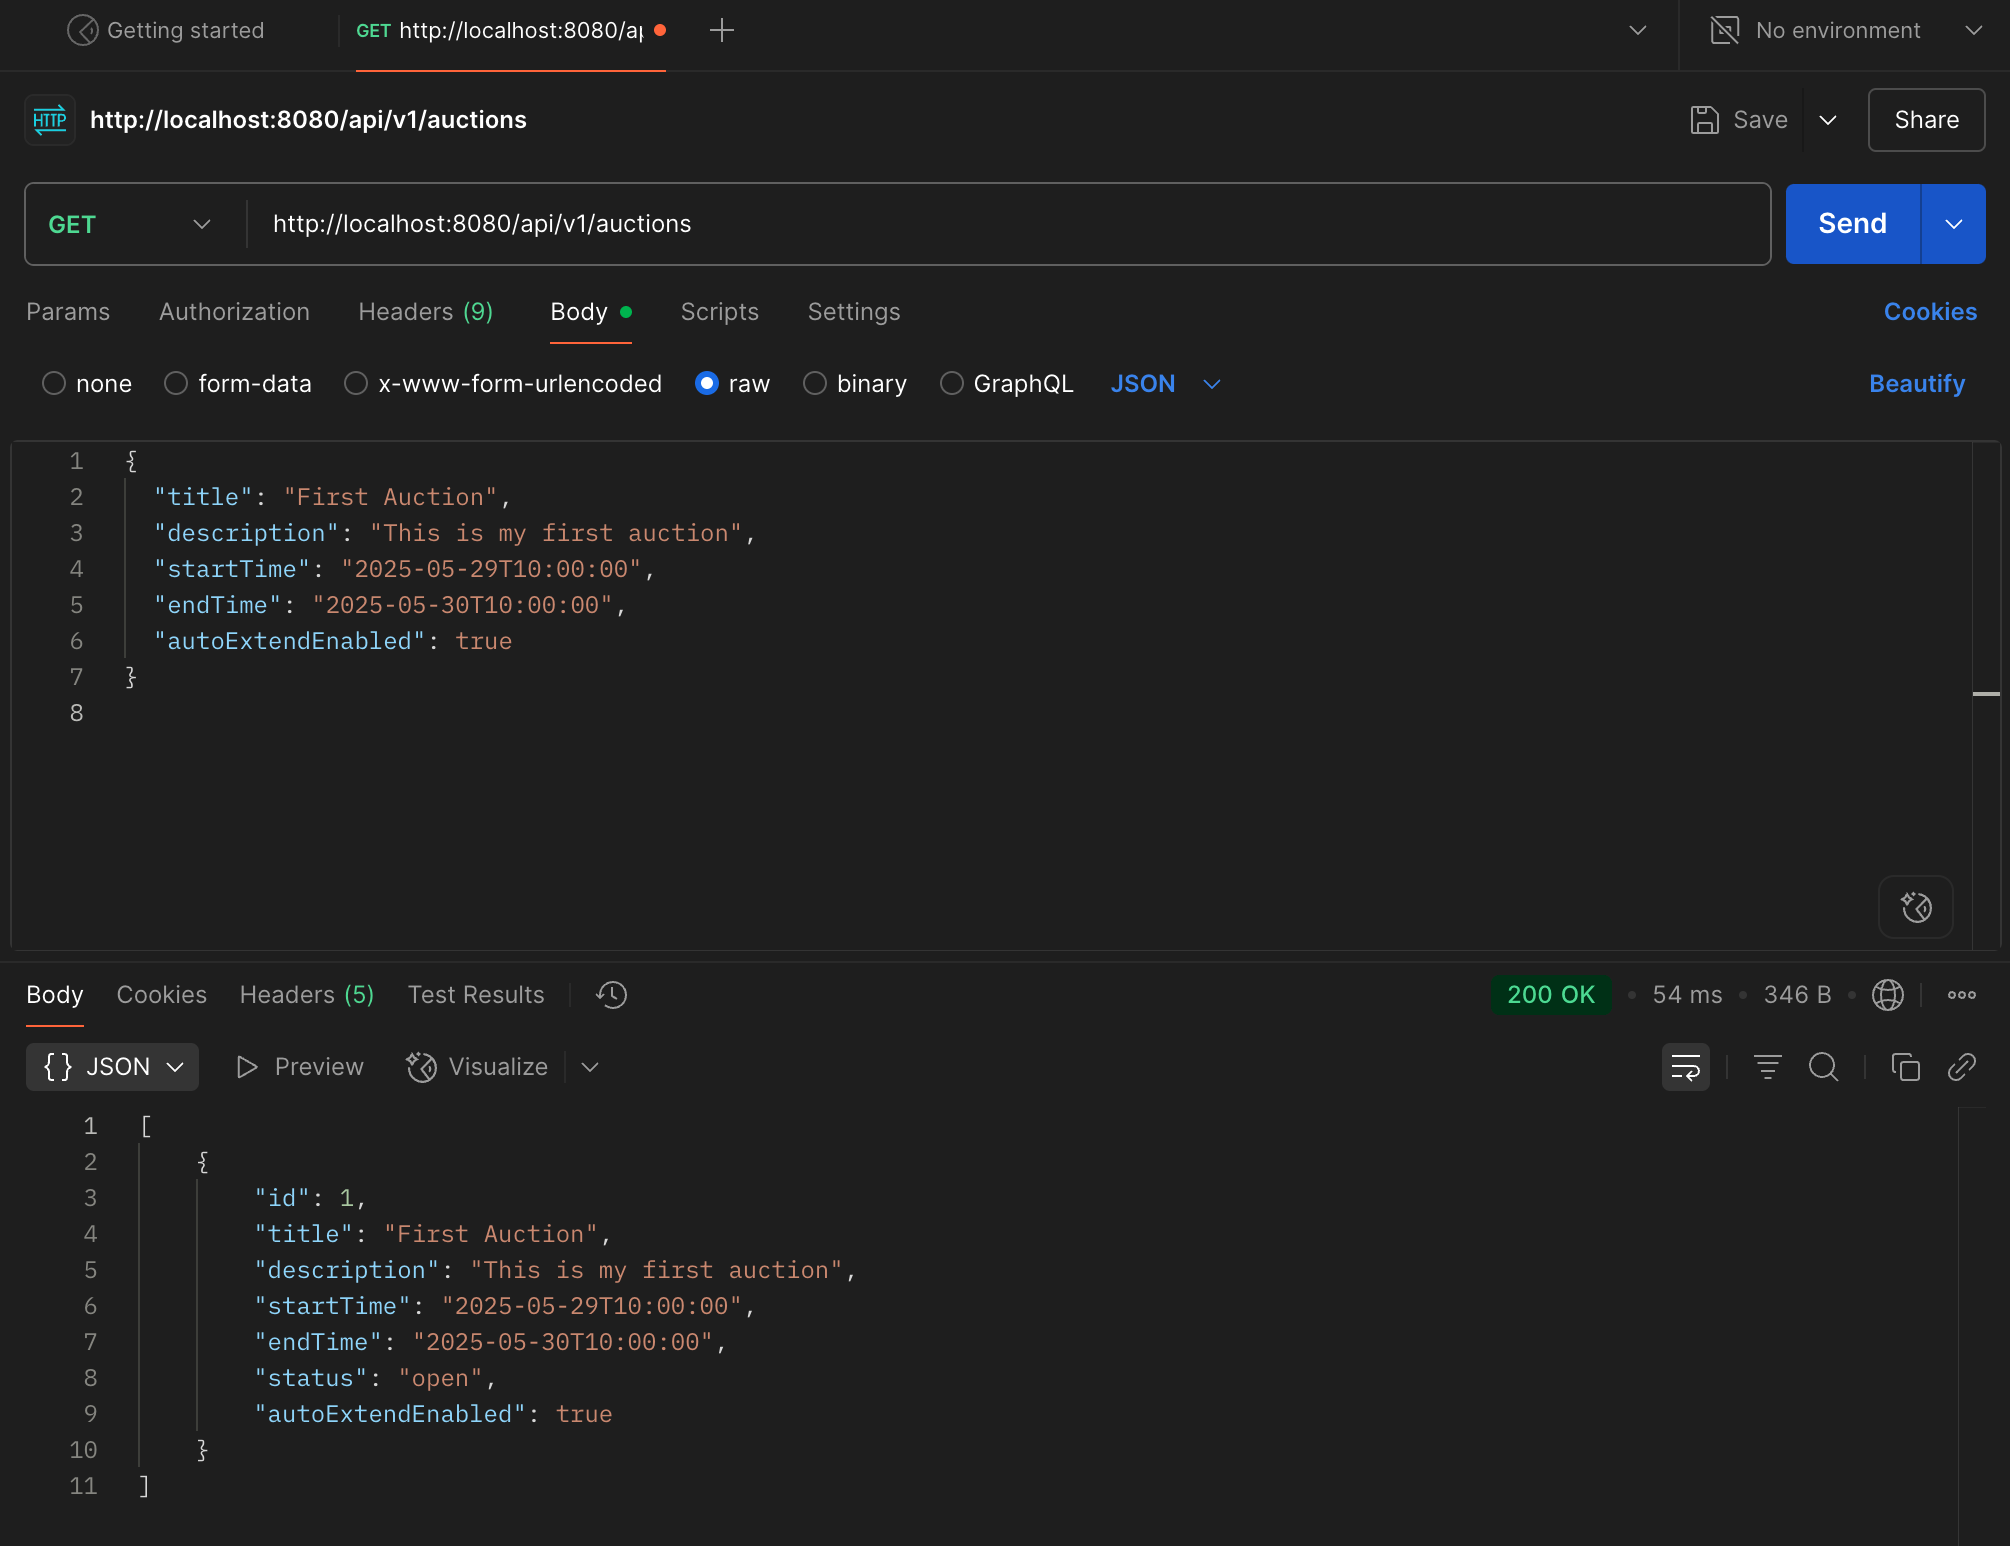 Getting started
GET http://localhost:8080/ap
No environment
HTTP http://localhost:8080/api/v1/auctions
Save
Share
GET http://localhost:8080/api/v1/auctions
Send
Params Authorization Headers (9) Body Scripts Settings Cookies
none form-data x-www-form-urlencoded raw binary GraphQL JSON Beautify
1 {
2 "title": "First Auction",
3 "description": "This is my first auction",
4 "startTime": "2025-05-29T10:00:00",
5 "endTime": "2025-05-30T10:00:00",
6 "autoExtendEnabled": true
7 }
8
Body Cookies Headers (5) Test Results 200 OK • 54 ms • 346 B •
{} JSON Preview Visualize
1 [
2 {
3 "id": 1,
4 "title": "First Auction",
5 "description": "This is my first auction",
6 "startTime": "2025-05-29T10:00:00",
7 "endTime": "2025-05-30T10:00:00",
8 "status": "open",
9 "autoExtendEnabled": true
10 }
11 ]